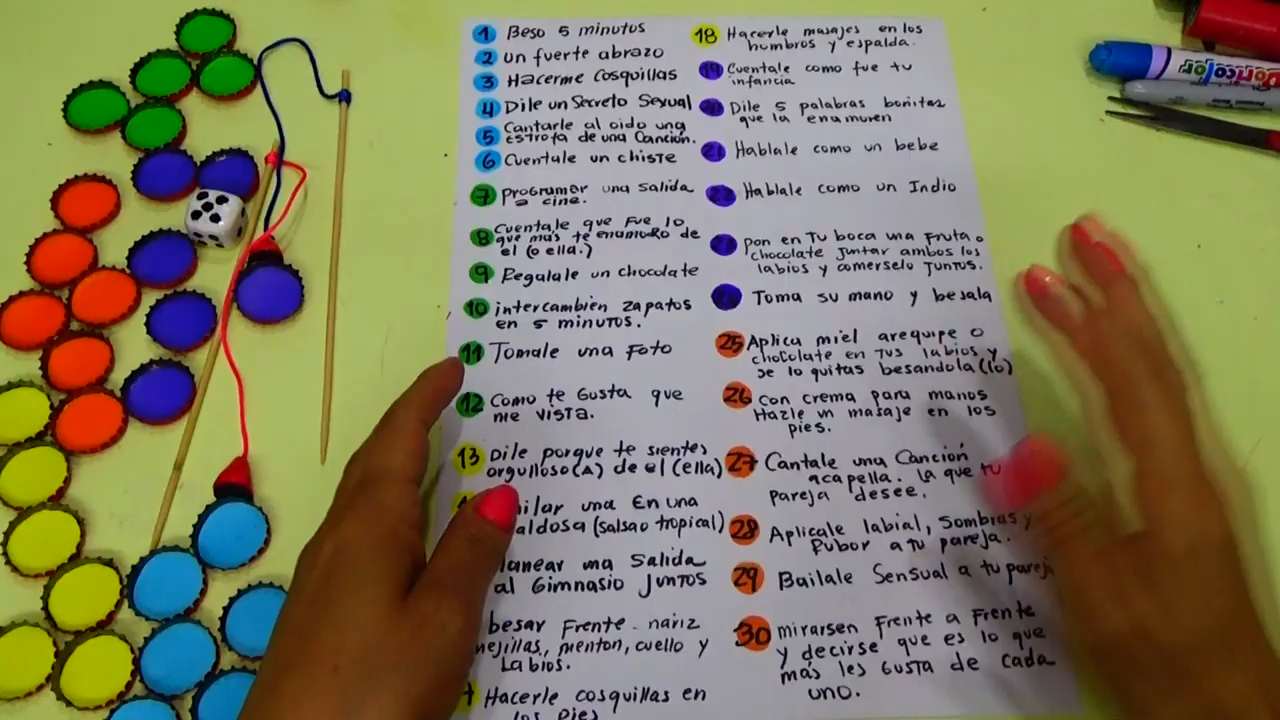 1 Beso 5 minutos
2 un fuerte abrazo
3 Hacerme cosquillas
4 Dile un Secreto Sexual
5 Cantarle al oido una
estrofa de una Canción.
6 Cuentale un chiste
7 programar una salida
a cine.
8 Cuentale que fue lo
que más te enamoro de
el (o ella.)
9 Regalale un chocolate
10 intercambien zapatos
en 5 minutos.
11 Tomale una Foto
12 Como te Gusta que
me vista.
13 Dile porque te sientes
orgulloso(A) de el (ella)
una En una
aldosa (salsa o tropical)
lanear una Salida
al Gimnasio Juntos
besar Frente - nariz
mejillas, menton, cuello y
Labios.
Hacerle cosquillas en
los Pies
18 Hacerle masajes en los
hombros y espalda.
19 Cuentale como fue tu
infancia
20 Dile 5 palabras bonitas
que la enamoren
21 Hablale como un bebe
22 Hablale como un Indio
23 pon en Tu boca una fruta o
chocolate Juntar ambos los
labios y comerselo Juntos.
24 Toma su mano y besala
25 Aplica miel arequipe o
chocolate en Tus labios y
se lo quitas besandola (lo)
26 con crema para manos
Hazle un masaje en los
pies.
27 Cantale una Canción
acapella. la que tu
pareja desee.
28 Aplicale labial, Sombras y
Rubor a tu pareja.
29 Bailale Sensual a tu pareja
30 mirarsen Frente a Frente
y decirse que es lo que
más les Gusta de cada
uno.
Doricolor